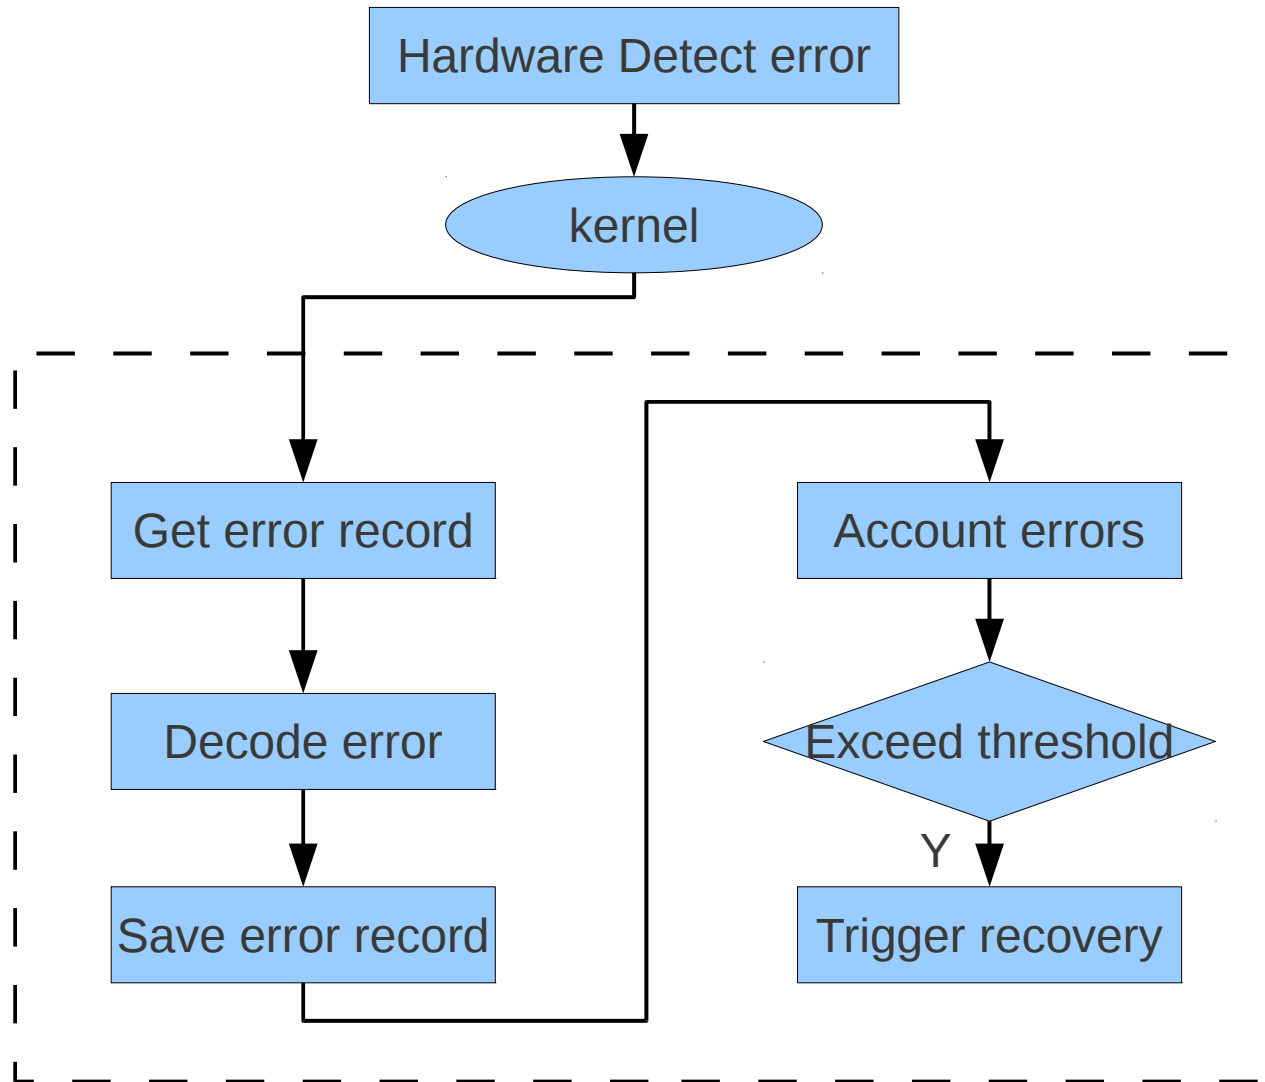 Hardware Detect error
kernel
Get error record
Decode error
Save error record
Account errors
Exceed threshold
Y
Trigger recovery